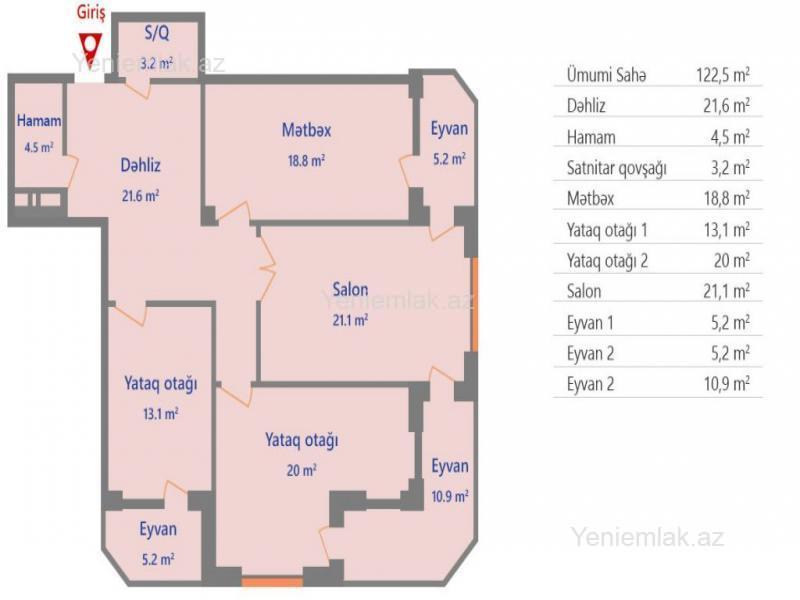 Giriş
S/Q
3.2 m²
Yeniemlak.az
Hamam
4.5 m²
Dəhliz
21.6 m²
Mətbəx
18.8 m²
Eyvan
5.2 m²
Salon
21.1 m²
Yeniemlak.az
Yataq otağı
13.1 m²
Yataq otağı
20 m²
Eyvan
10.9 m²
Eyvan
5.2 m²
Ümumi Sahə 122,5 m²
Dəhliz 21,6 m²
Hamam 4,5 m²
Satnitar qovşağı 3,2 m²
Mətbəx 18,8 m²
Yataq otağı 1 13,1 m²
Yataq otağı 2 20 m²
Salon 21,1 m²
Eyvan 1 5,2 m²
Eyvan 2 5,2 m²
Eyvan 2 10,9 m²
Yeniemlak.az